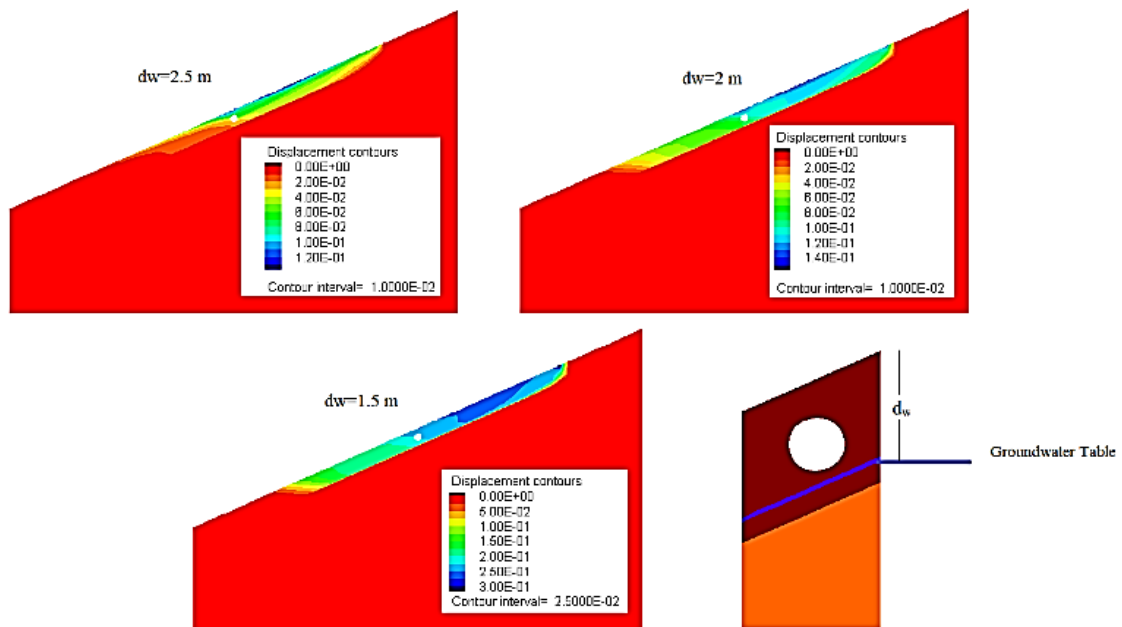 dw=2.5 m
Displacement contours
0.00E+00
2.00E-02
4.00E-02
6.00E-02
8.00E-02
1.00E-01
1.20E-01
Contour interval= 1.0000E-02
dw=2 m
Displacement contours
0.00E+00
2.00E-02
4.00E-02
6.00E-02
8.00E-02
1.00E-01
1.20E-01
1.40E-01
Contour interval= 1.0000E-02
dw=1.5 m
Displacement contours
0.00E+00
5.00E-02
1.00E-01
1.50E-01
2.00E-01
2.50E-01
3.00E-01
Contour interval= 2.5000E-02
dw
Groundwater Table